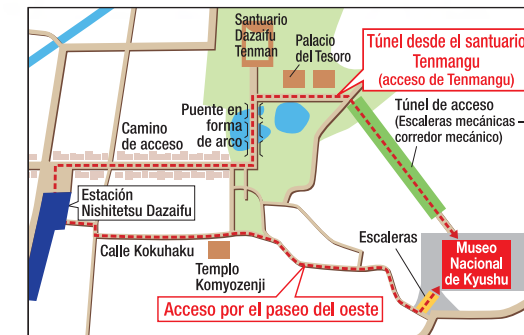 Santuario
Dazaifu
Tenman
Palacio
del Tesoro
Túnel desde el santuario
Tenmangu
(acceso de Tenmangu)
Puente en
forma
de arco
Túnel de acceso
(Escaleras mecánicas –
corredor mecánico)
Camino
de acceso
Estación
Nishitetsu Dazaifu
Calle Kokuhaku
Templo
Komyozenji
Escaleras
Museo
Nacional
de Kyushu
Acceso por el paseo del oeste